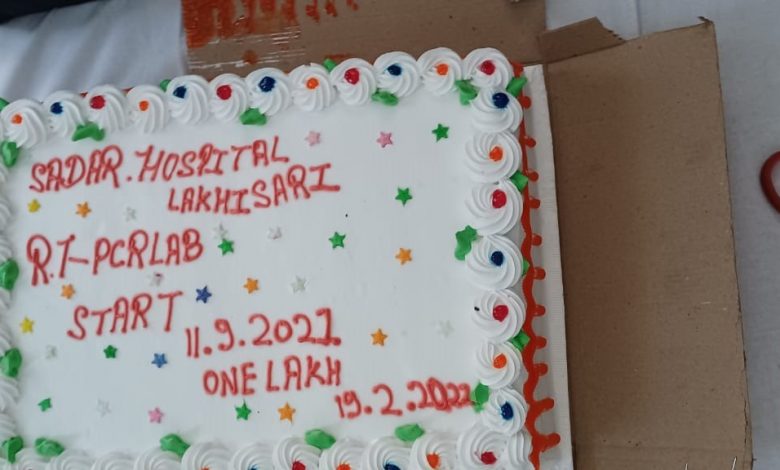 SADAR. HOSPITAL
LAKHISARI
R.T-PCRLAB
START
11.9.2021
ONE LAKH
19.2.2022